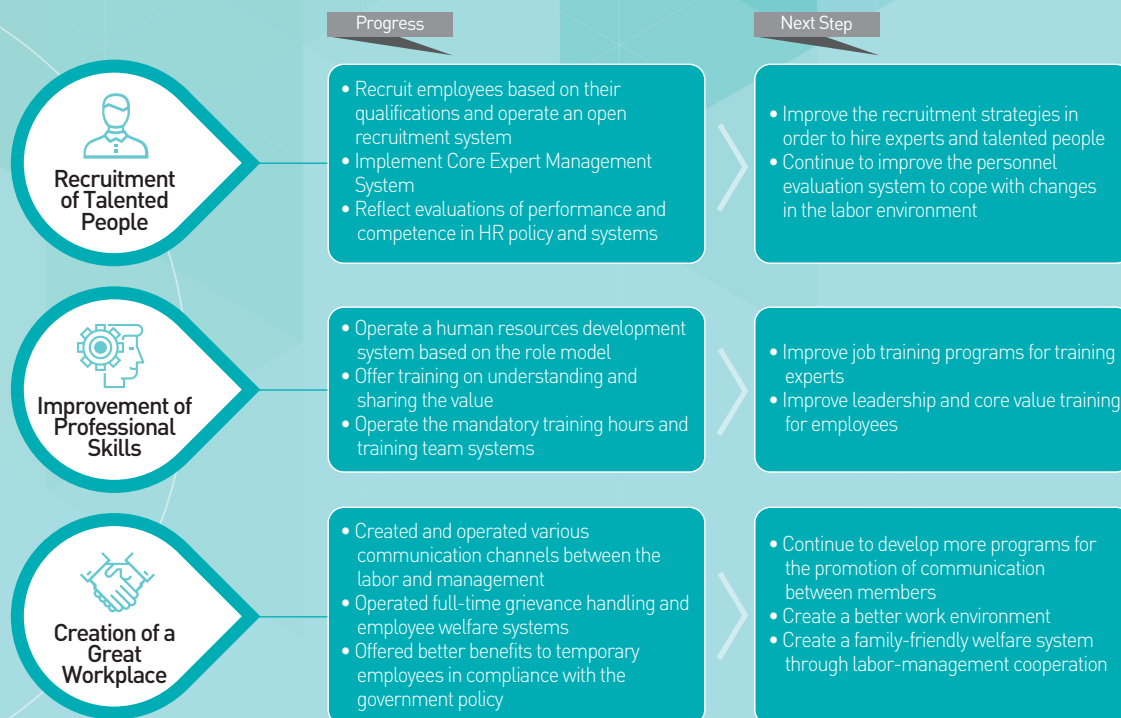 Progress
Next Step
Recruitment
of Talented
People
• Recruit employees based on their
qualifications and operate an open
recruitment system
• Implement Core Expert Management
System
• Reflect evaluations of performance and
competence in HR policy and systems
• Improve the recruitment strategies in
order to hire experts and talented people
• Continue to improve the personnel
evaluation system to cope with changes
in the labor environment
Improvement of
Professional
Skills
• Operate a human resources development
system based on the role model
• Offer training on understanding and
sharing the value
• Operate the mandatory training hours and
training team systems
• Improve job training programs for training
experts
• Improve leadership and core value training
for employees
Creation of a
Great
Workplace
• Created and operated various
communication channels between the
labor and management
• Operated full-time grievance handling and
employee welfare systems
• Offered better benefits to temporary
employees in compliance with the
government policy
• Continue to develop more programs for
the promotion of communication
between members
• Create a better work environment
• Create a family-friendly welfare system
through labor-management cooperation